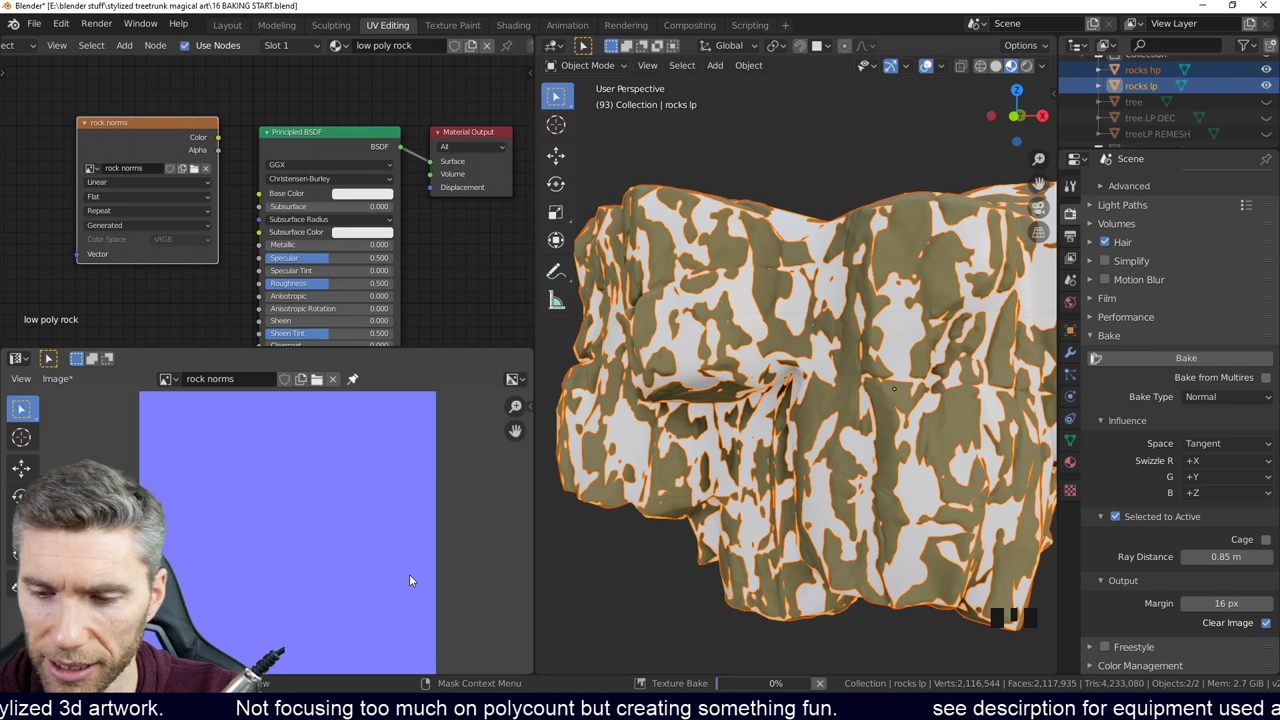 Blender* [E:\blender stuff\stylized treetrunk magical art\16 BAKING START.blend]
File Edit Render Window Help Layout Modeling Sculpting UV Editing Texture Paint Shading Animation Rendering Compositing Scripting* Scene View Layer
ect View Select Add Node Use Nodes Slot 1 low poly rock Global Options
Object Mode View Select Add Object
Collection
User Perspective
(93) Collection | rocks lp
rocks hp
rocks lp
tree
tree.LP DEC
treeLP REMESH
rock norms
Color
Alpha
rock norms
Linear
Flat
Repeat
Generated
Color Space sRGB
Vector
Principled BSDF
BSDF
GGX
Christensen-Burley
Base Color
Subsurface 0.000
Subsurface Radius
Subsurface Color
Metallic 0.000
Specular 0.500
Specular Tint 0.000
Roughness 0.500
Anisotropic 0.000
Anisotropic Rotation 0.000
Sheen 0.000
Sheen Tint 0.500
Clearcoat 0.000
Material Output
All
Surface
Volume
Displacement
low poly rock
View Image* rock norms
Z
X
Scene
Advanced
Light Paths
Volumes
Hair
Simplify
Motion Blur
Film
Performance
Bake
Bake
Bake from Multires
Bake Type Normal
Influence
Space Tangent
Swizzle R +X
G +Y
B +Z
Selected to Active
Cage
Ray Distance 0.85 m
Output
Margin 16 px
Clear Image
Freestyle
Color Management
ew Mask Context Menu Texture Bake 0% Collection | rocks lp | Verts:2,116,544 | Faces:2,117,935 | Tris:4,233,080 | Objects:2/2 | Mem: 2.7 GiB | v2
ylized 3d artwork. Not focusing too much on polycount but creating something fun. see descirption for equipment used a